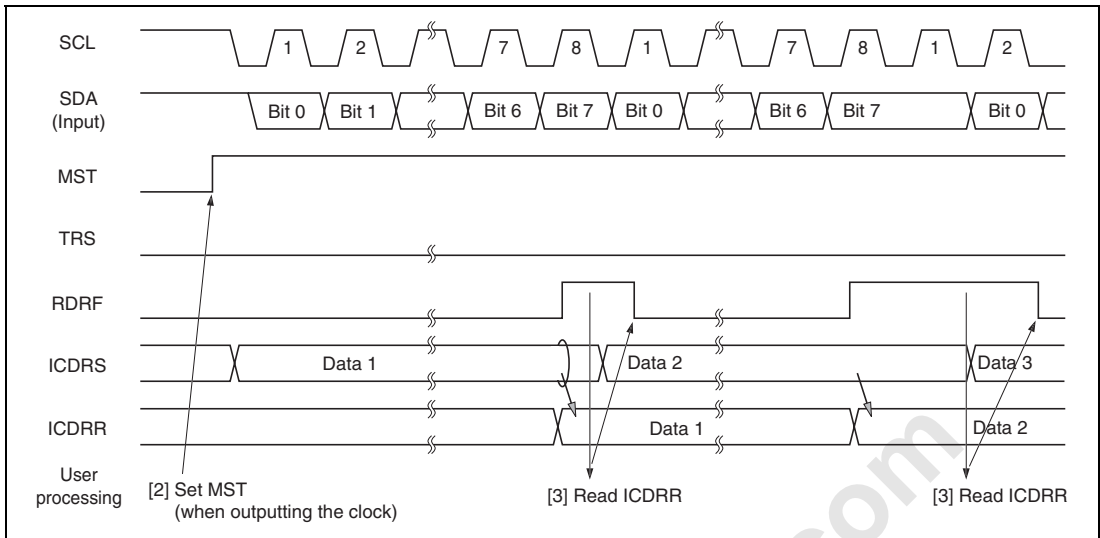 SCL 1 2 7 8 1 7 8 1 2
SDA
(Input)
Bit 0 Bit 1 Bit 6 Bit 7 Bit 0 Bit 6 Bit 7 Bit 0
MST
TRS
RDRF
ICDRS Data 1 Data 2 Data 3
ICDRR Data 1 Data 2
User
processing
[2] Set MST
(when outputting the clock)
[3] Read ICDRR
[3] Read ICDRR
com